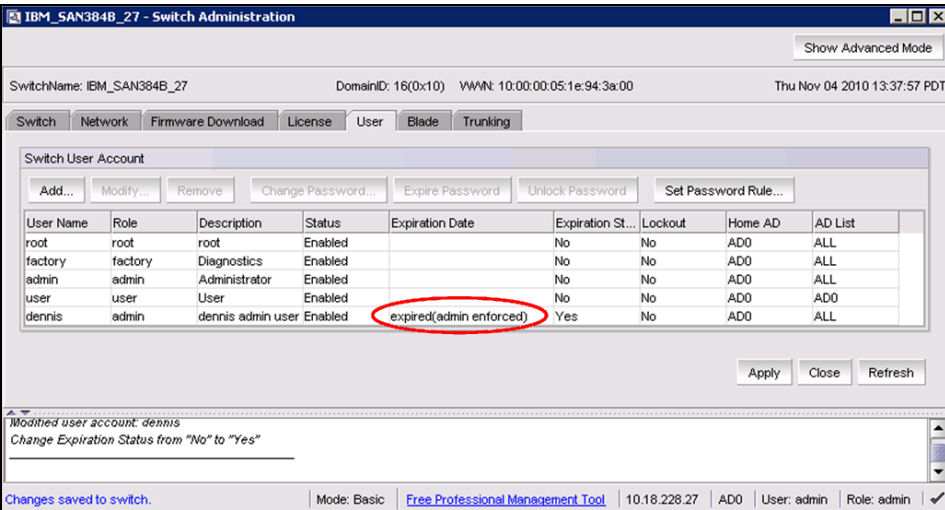 IBM_SAN384B_27 - Switch Administration
Show Advanced Mode
SwitchName: IBM_SAN384B_27 DomainID: 16(0x10) WWN: 10:00:00:05:1e:94:3a:00 Thu Nov 04 2010 13:37:57 PDT
Switch Network Firmware Download License User Blade Trunking
Switch User Account
Add... Modify... Remove Change Password... Expire Password Unlock Password Set Password Rule...
User Name Role Description Status Expiration Date Expiration St... Lockout Home AD AD List
root root root Enabled No No AD0 ALL
factory factory Diagnostics Enabled No No AD0 ALL
admin admin Administrator Enabled No No AD0 ALL
user user User Enabled No No AD0 AD0
dennis admin dennis admin user Enabled expired(admin enforced) Yes No AD0 ALL
Apply Close Refresh
Modified user account: dennis
Change Expiration Status from "No" to "Yes"
Changes saved to switch. Mode: Basic Free Professional Management Tool 10.18.228.27 AD0 User: admin Role: admin